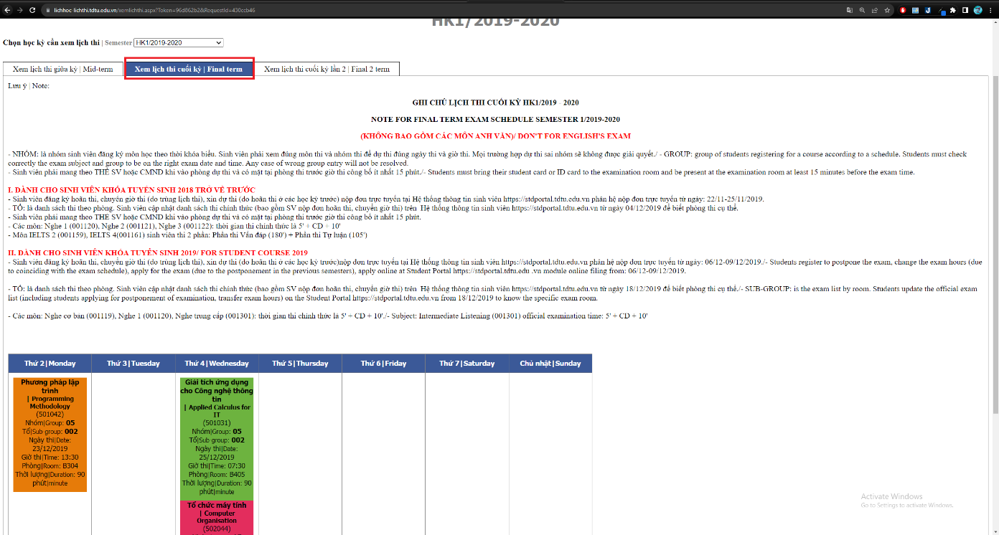 lichhoc-lichthi.tdtu.edu.vn/xemlichthi.aspx?Token=96d862b2&RequestId=430ccb46
HK1/2019-2020
Chọn học kỳ cần xem lịch thi | Semester HK1/2019-2020
Xem lịch thi giữa kỳ | Mid-term
Xem lịch thi cuối kỳ | Final term
Xem lịch thi cuối kỳ lần 2 | Final 2 term
Lưu ý | Note:
GHI CHÚ LỊCH THI CUỐI KỲ HK1/2019 - 2020
NOTE FOR FINAL TERM EXAM SCHEDULE SEMESTER 1/2019-2020
(KHÔNG BAO GỒM CÁC MÔN ANH VĂN)/ DON'T FOR ENGLISH'S EXAM
- NHÓM: là nhóm sinh viên đăng ký môn học theo thời khóa biểu. Sinh viên phải xem đúng môn thi và nhóm thi để dự thi đúng ngày thi và giờ thi. Mọi trường hợp dự thi sai nhóm sẽ không được giải quyết./ - GROUP: group of students registering for a course according to a schedule. Students must check
correctly the exam subject and group to be on the right exam date and time. Any case of wrong group entry will not be resolved.
- Sinh viên phải mang theo THẺ SV hoặc CMND khi vào phòng dự thi và có mặt tại phòng thi trước giờ thi công bố ít nhất 15 phút./- Students must bring their student card or ID card to the examination room and be present at the examination room at least 15 minutes before the exam time.
I. DÀNH CHO SINH VIÊN KHÓA TUYỂN SINH 2018 TRỞ VỀ TRƯỚC
- Sinh viên đăng ký hoãn thi, chuyển giờ thi (do trùng lịch thi), xin dự thi (do hoãn thi ở các học kỳ trước) nộp đơn trực tuyến tại Hệ thống thông tin sinh viên https://stdportal.tdtu.edu.vn phân hệ nộp đơn trực tuyến từ ngày: 22/11-25/11/2019.
- TỔ: là danh sách thi theo phòng. Sinh viên cập nhật danh sách thi chính thức (bao gồm SV nộp đơn hoãn thi, chuyển giờ thi) trên Hệ thống thông tin sinh viên https://stdportal.tdtu.edu.vn từ ngày 04/12/2019 để biết phòng thi cụ thể.
- Sinh viên phải mang theo THẺ SV hoặc CMND khi vào phòng dự thi và có mặt tại phòng thi trước giờ thi công bố ít nhất 15 phút.
- Các môn: Nghe 1 (001120), Nghe 2 (001121), Nghe 3 (001122): thời gian thi chính thức là 5' + CD + 10'
- Môn IELTS 2 (001159), IELTS 4(001161) sinh viên thi 2 phần: Phần thi Vấn đáp (180') + Phần thi Tự luận (105')
II. DÀNH CHO SINH VIÊN KHÓA TUYỂN SINH 2019/ FOR STUDENT COURSE 2019
- Sinh viên đăng ký hoãn thi, chuyển giờ thi (do trùng lịch thi), xin dự thi (do hoãn thi ở các học kỳ trước)nộp đơn trực tuyến tại Hệ thống thông tin sinh viên https://stdportal.tdtu.edu.vn phân hệ nộp đơn trực tuyến từ ngày: 06/12-09/12/2019./- Students register to postpone the exam, change the exam hours (due
to coinciding with the exam schedule), apply for the exam (due to the postponement in the previous semesters), apply online at Student Portal https://stdportal.tdtu.edu .vn module online filing from: 06/12-09/12/2019.
- TỔ: là danh sách thi theo phòng. Sinh viên cập nhật danh sách thi chính thức (bao gồm SV nộp đơn hoãn thi, chuyển giờ thi) trên Hệ thống thông tin sinh viên https://stdportal.tdtu.edu.vn từ ngày 18/12/2019 để biết phòng thi cụ thể./- SUB-GROUP: is the exam list by room. Students update the official exam
list (including students applying for postponement of examination, transfer exam hours) on the Student Portal https://stdportal.tdtu.edu.vn from 18/12/2019 to know the specific exam room.
- Các môn: Nghe cơ bản (001119), Nghe 1 (001120), Nghe trung cấp (001301): thời gian thi chính thức là 5' + CD + 10'./- Subject: Intermediate Listening (001301) official examination time: 5' + CD + 10'
Thứ 2|Monday
Thứ 3|Tuesday
Thứ 4|Wednesday
Thứ 5|Thursday
Thứ 6|Friday
Thứ 7|Saturday
Chủ nhật|Sunday
Phương pháp lập
trình
| Programming
Methodology
(501042)
Nhóm|Group: 05
Tổ|Sub-group: 002
Ngày thi|Date:
23/12/2019
Giờ thi|Time: 13:30
Phòng|Room: B304
Thời lượng|Duration: 90
phút|minute
Giải tích ứng dụng
cho Công nghệ thông
tin
| Applied Calculus for
IT
(501031)
Nhóm|Group: 05
Tổ|Sub-group: 002
Ngày thi|Date:
25/12/2019
Giờ thi|Time: 07:30
Phòng|Room: B405
Thời lượng|Duration: 90
phút|minute
Tổ chức máy tính
| Computer
Organisation
(502044)
Activate Windows
Go to Settings to activate Windows.